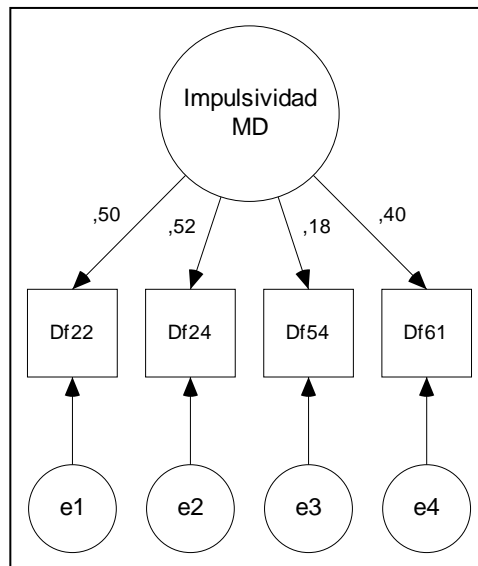 Impulsividad
MD
,50
,52
,18
,40
Df22
Df24
Df54
Df61
e1
e2
e3
e4